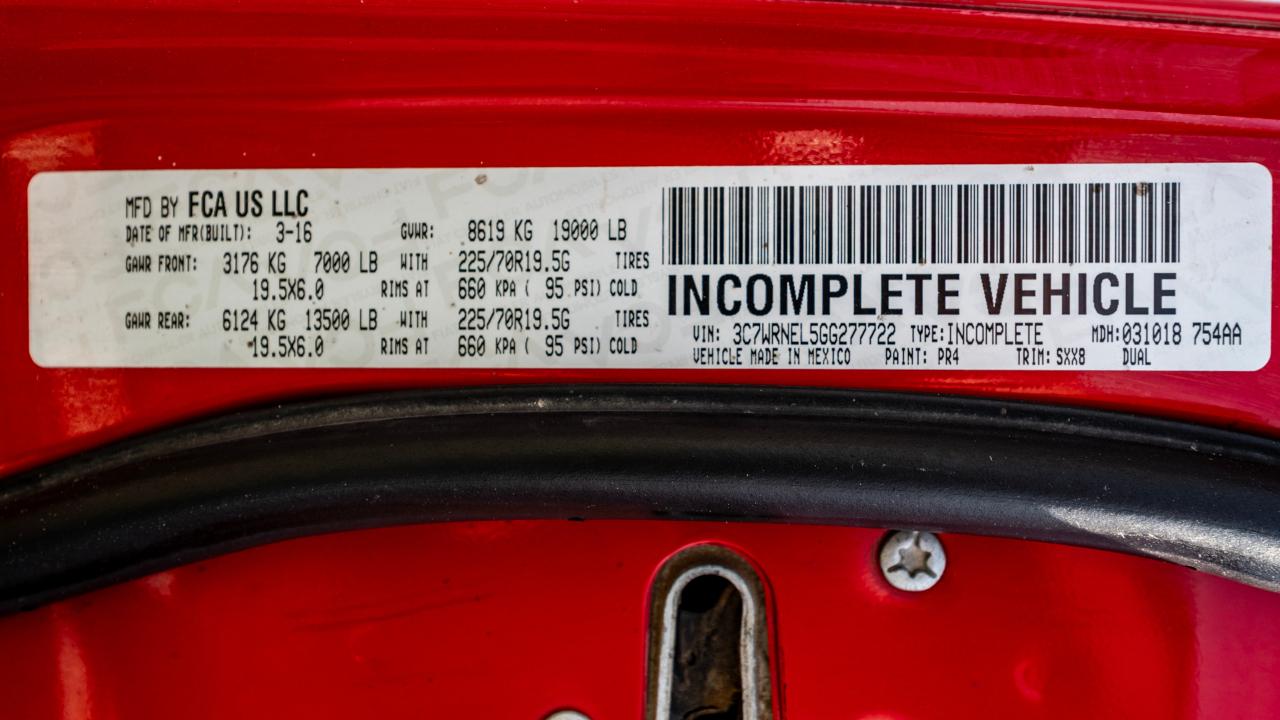 MFD BY FCA US LLC
DATE OF MFR(BUILT): 3-16 GVWR: 8619 KG 19000 LB
GAWR FRONT: 3176 KG 7000 LB WITH 225/70R19.5G TIRES
19.5X6.0 RIMS AT 660 KPA ( 95 PSI) COLD
GAWR REAR: 6124 KG 13500 LB WITH 225/70R19.5G TIRES
19.5X6.0 RIMS AT 660 KPA ( 95 PSI) COLD
INCOMPLETE VEHICLE
VIN: 3C7WRNEL5GG277722 TYPE:INCOMPLETE MDH:031018 754AA
VEHICLE MADE IN MEXICO PAINT: PR4 TRIM: SXX8 DUAL